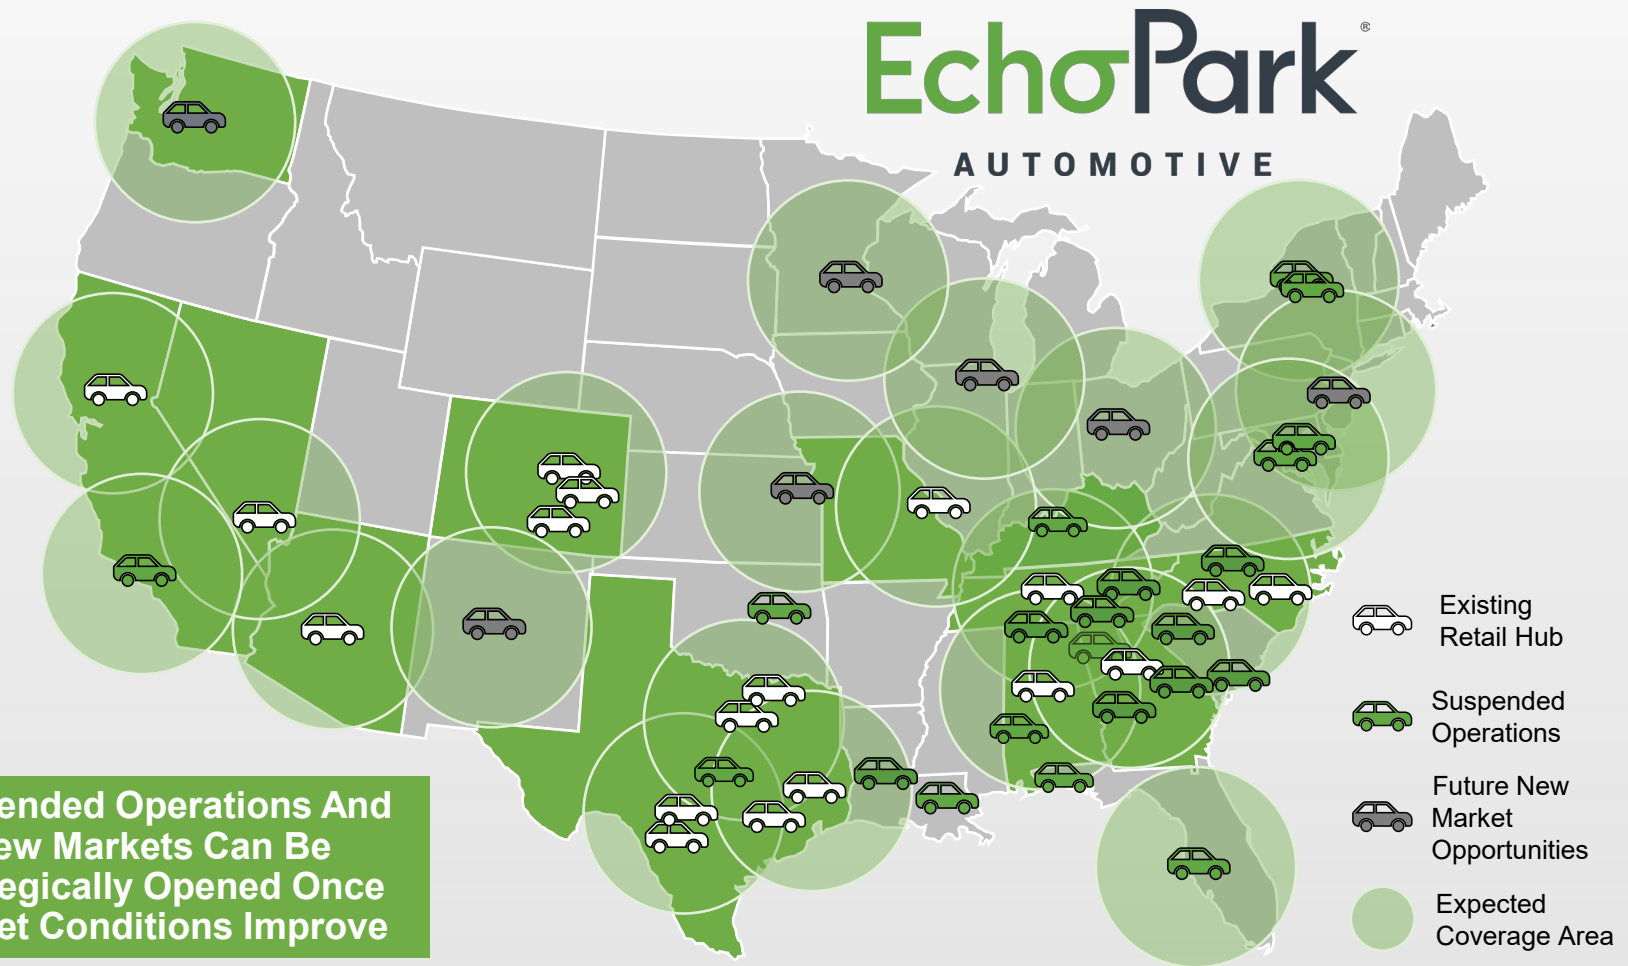 EchoPark®
AUTOMOTIVE
Existing
Retail Hub
Suspended
Operations
Future New
Market
Opportunities
Expected
Coverage Area
ended Operations And
ew Markets Can Be
egically Opened Once
et Conditions Improve